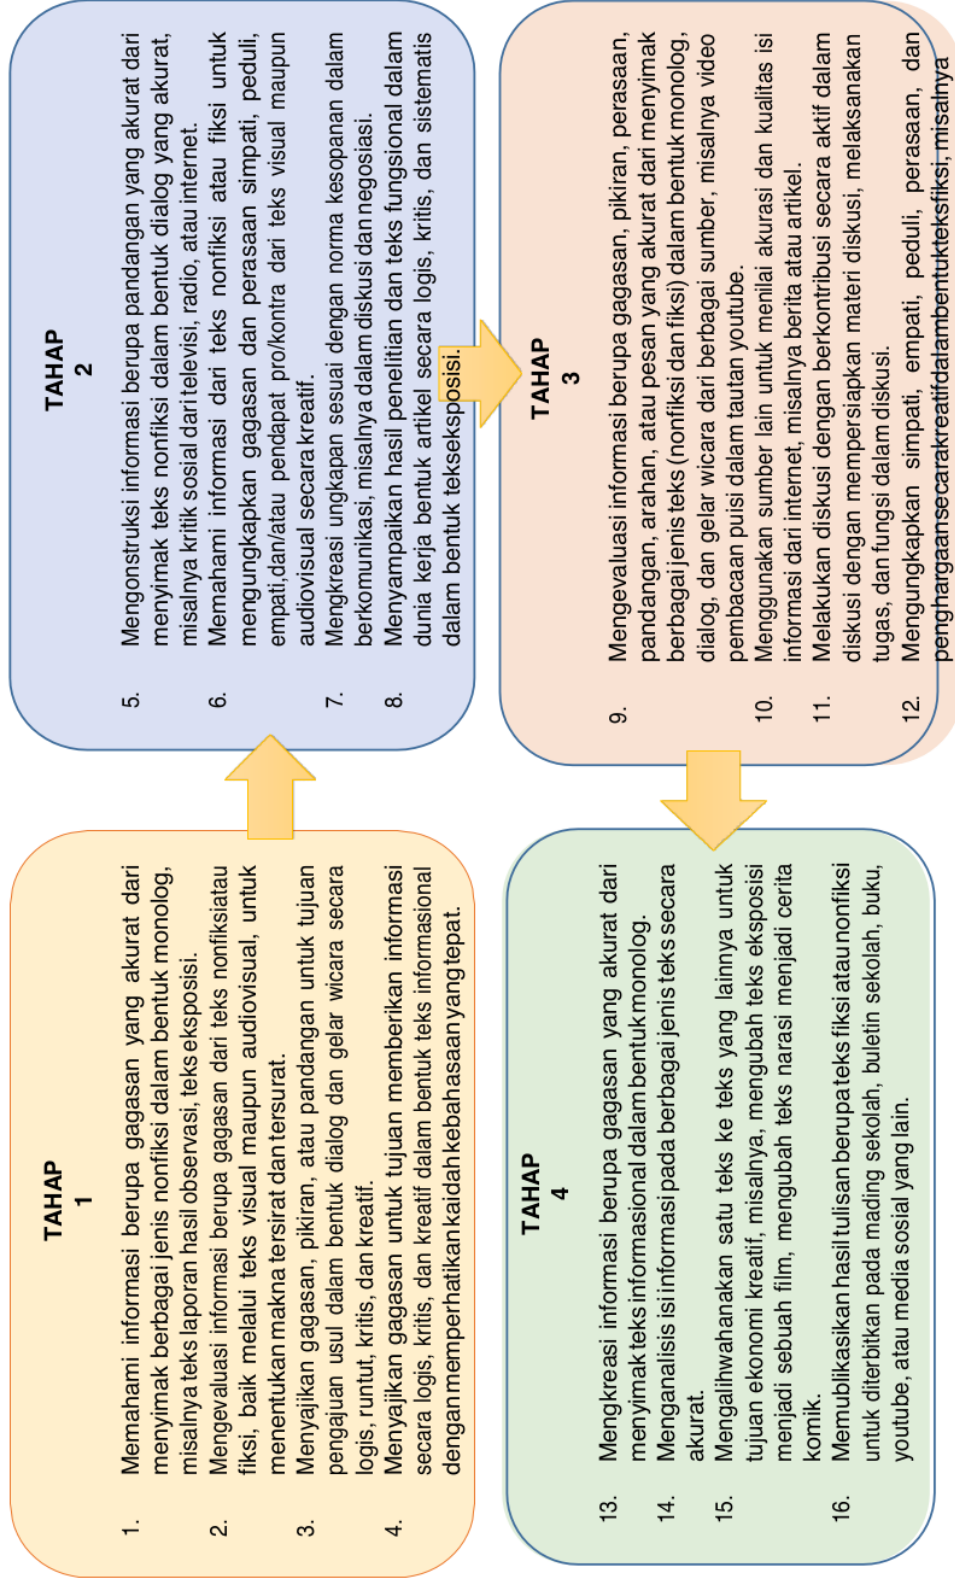 TAHAP
1
1. Memahami informasi berupa gagasan yang akurat dari
menyimak berbagai jenis nonfiksi dalam bentuk monolog,
misalnya teks laporan hasil observasi, teks eksposisi.
2. Mengevaluasi informasi berupa gagasan dari teks nonfiksiatau
fiksi, baik melalui teks visual maupun audiovisual, untuk
menentukan makna tersirat dan tersurat.
3. Menyajikan gagasan, pikiran, atau pandangan untuk tujuan
pengajuan usul dalam bentuk dialog dan gelar wicara secara
logis, runtut, kritis, dan kreatif.
4. Menyajikan gagasan untuk tujuan memberikan informasi
secara logis, kritis, dan kreatif dalam bentuk teks informasional
dengan memperhatikan kaidah kebahasaan yang tepat.
TAHAP
2
5. Mengonstruksi informasi berupa pandangan yang akurat dari
menyimak teks nonfiksi dalam bentuk dialog yang akurat,
misalnya kritik sosial dari televisi, radio, atau internet.
6. Memahami informasi dari teks nonfiksi atau fiksi untuk
mengungkapkan gagasan dan perasaan simpati, peduli,
empati,dan/atau pendapat pro/kontra dari teks visual maupun
audiovisual secara kreatif.
7. Mengkreasi ungkapan sesuai dengan norma kesopanan dalam
berkomunikasi, misalnya dalam diskusi dan negosiasi.
8. Menyampaikan hasil penelitian dan teks fungsional dalam
dunia kerja bentuk artikel secara logis, kritis, dan sistematis
dalam bentuk tekseksposisi.
TAHAP
3
9. Mengevaluasi informasi berupa gagasan, pikiran, perasaan,
pandangan, arahan, atau pesan yang akurat dari menyimak
berbagai jenis teks (nonfiksi dan fiksi) dalam bentuk monolog,
dialog, dan gelar wicara dari berbagai sumber, misalnya video
pembacaan puisi dalam tautan youtube.
10. Menggunakan sumber lain untuk menilai akurasi dan kualitas isi
informasi dari internet, misalnya berita atau artikel.
11. Melakukan diskusi dengan berkontribusi secara aktif dalam
diskusi dengan mempersiapkan materi diskusi, melaksanakan
tugas, dan fungsi dalam diskusi.
12. Mengungkapkan simpati, empati, peduli, perasaan, dan
penghargaansecarakreatifdalambentukteksfiksi, misalnya
TAHAP
4
13. Mengkreasi informasi berupa gagasan yang akurat dari
menyimak teks informasional dalam bentuk monolog.
14. Menganalisis isi informasi pada berbagai jenis teks secara
akurat.
15. Mengalihwahanakan satu teks ke teks yang lainnya untuk
tujuan ekonomi kreatif, misalnya, mengubah teks eksposisi
menjadi sebuah film, mengubah teks narasi menjadi cerita
komik.
16. Memublikasikan hasil tulisan berupa teks fiksi atau nonfiksi
untuk diterbitkan pada mading sekolah, buletin sekolah, buku,
youtube, atau media sosial yang lain.